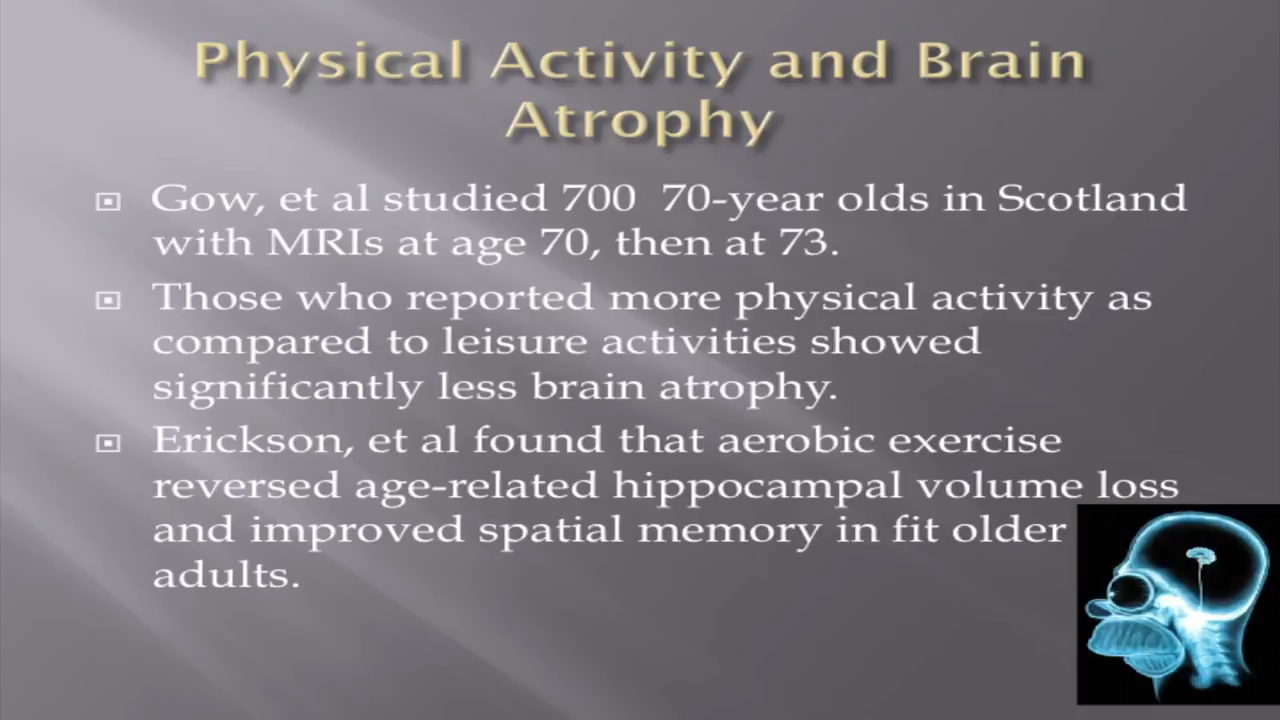 Physical Activity and Brain
Atrophy
Gow, et al studied 700 70-year olds in Scotland
with MRIs at age 70, then at 73.
Those who reported more physical activity as
compared to leisure activities showed
significantly less brain atrophy.
Erickson, et al found that aerobic exercise
reversed age-related hippocampal volume loss
and improved spatial memory in fit older
adults.